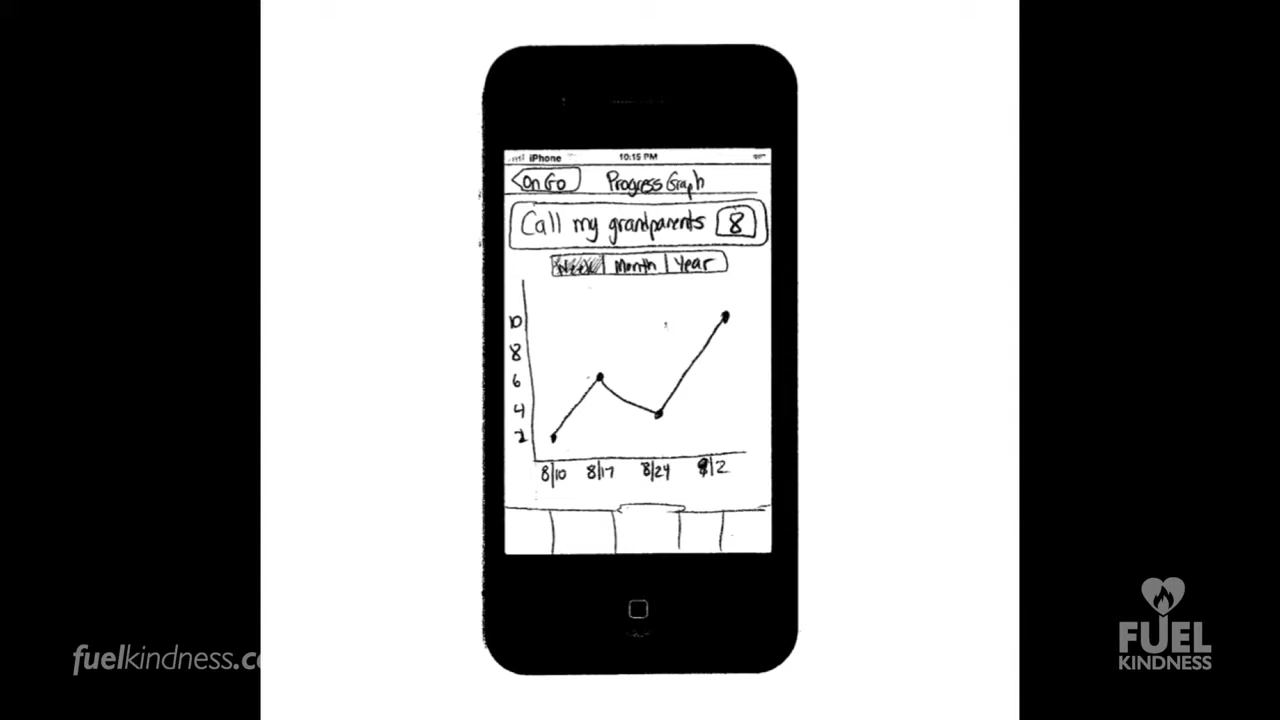 iPhone 10:15 PM
On Go Progress Graph
Call my grandparents 8
Week Month Year
10
8
6
4
2
8/10 8/17 8/24 9/2
fuelkindness.co
FUEL
KINDNESS